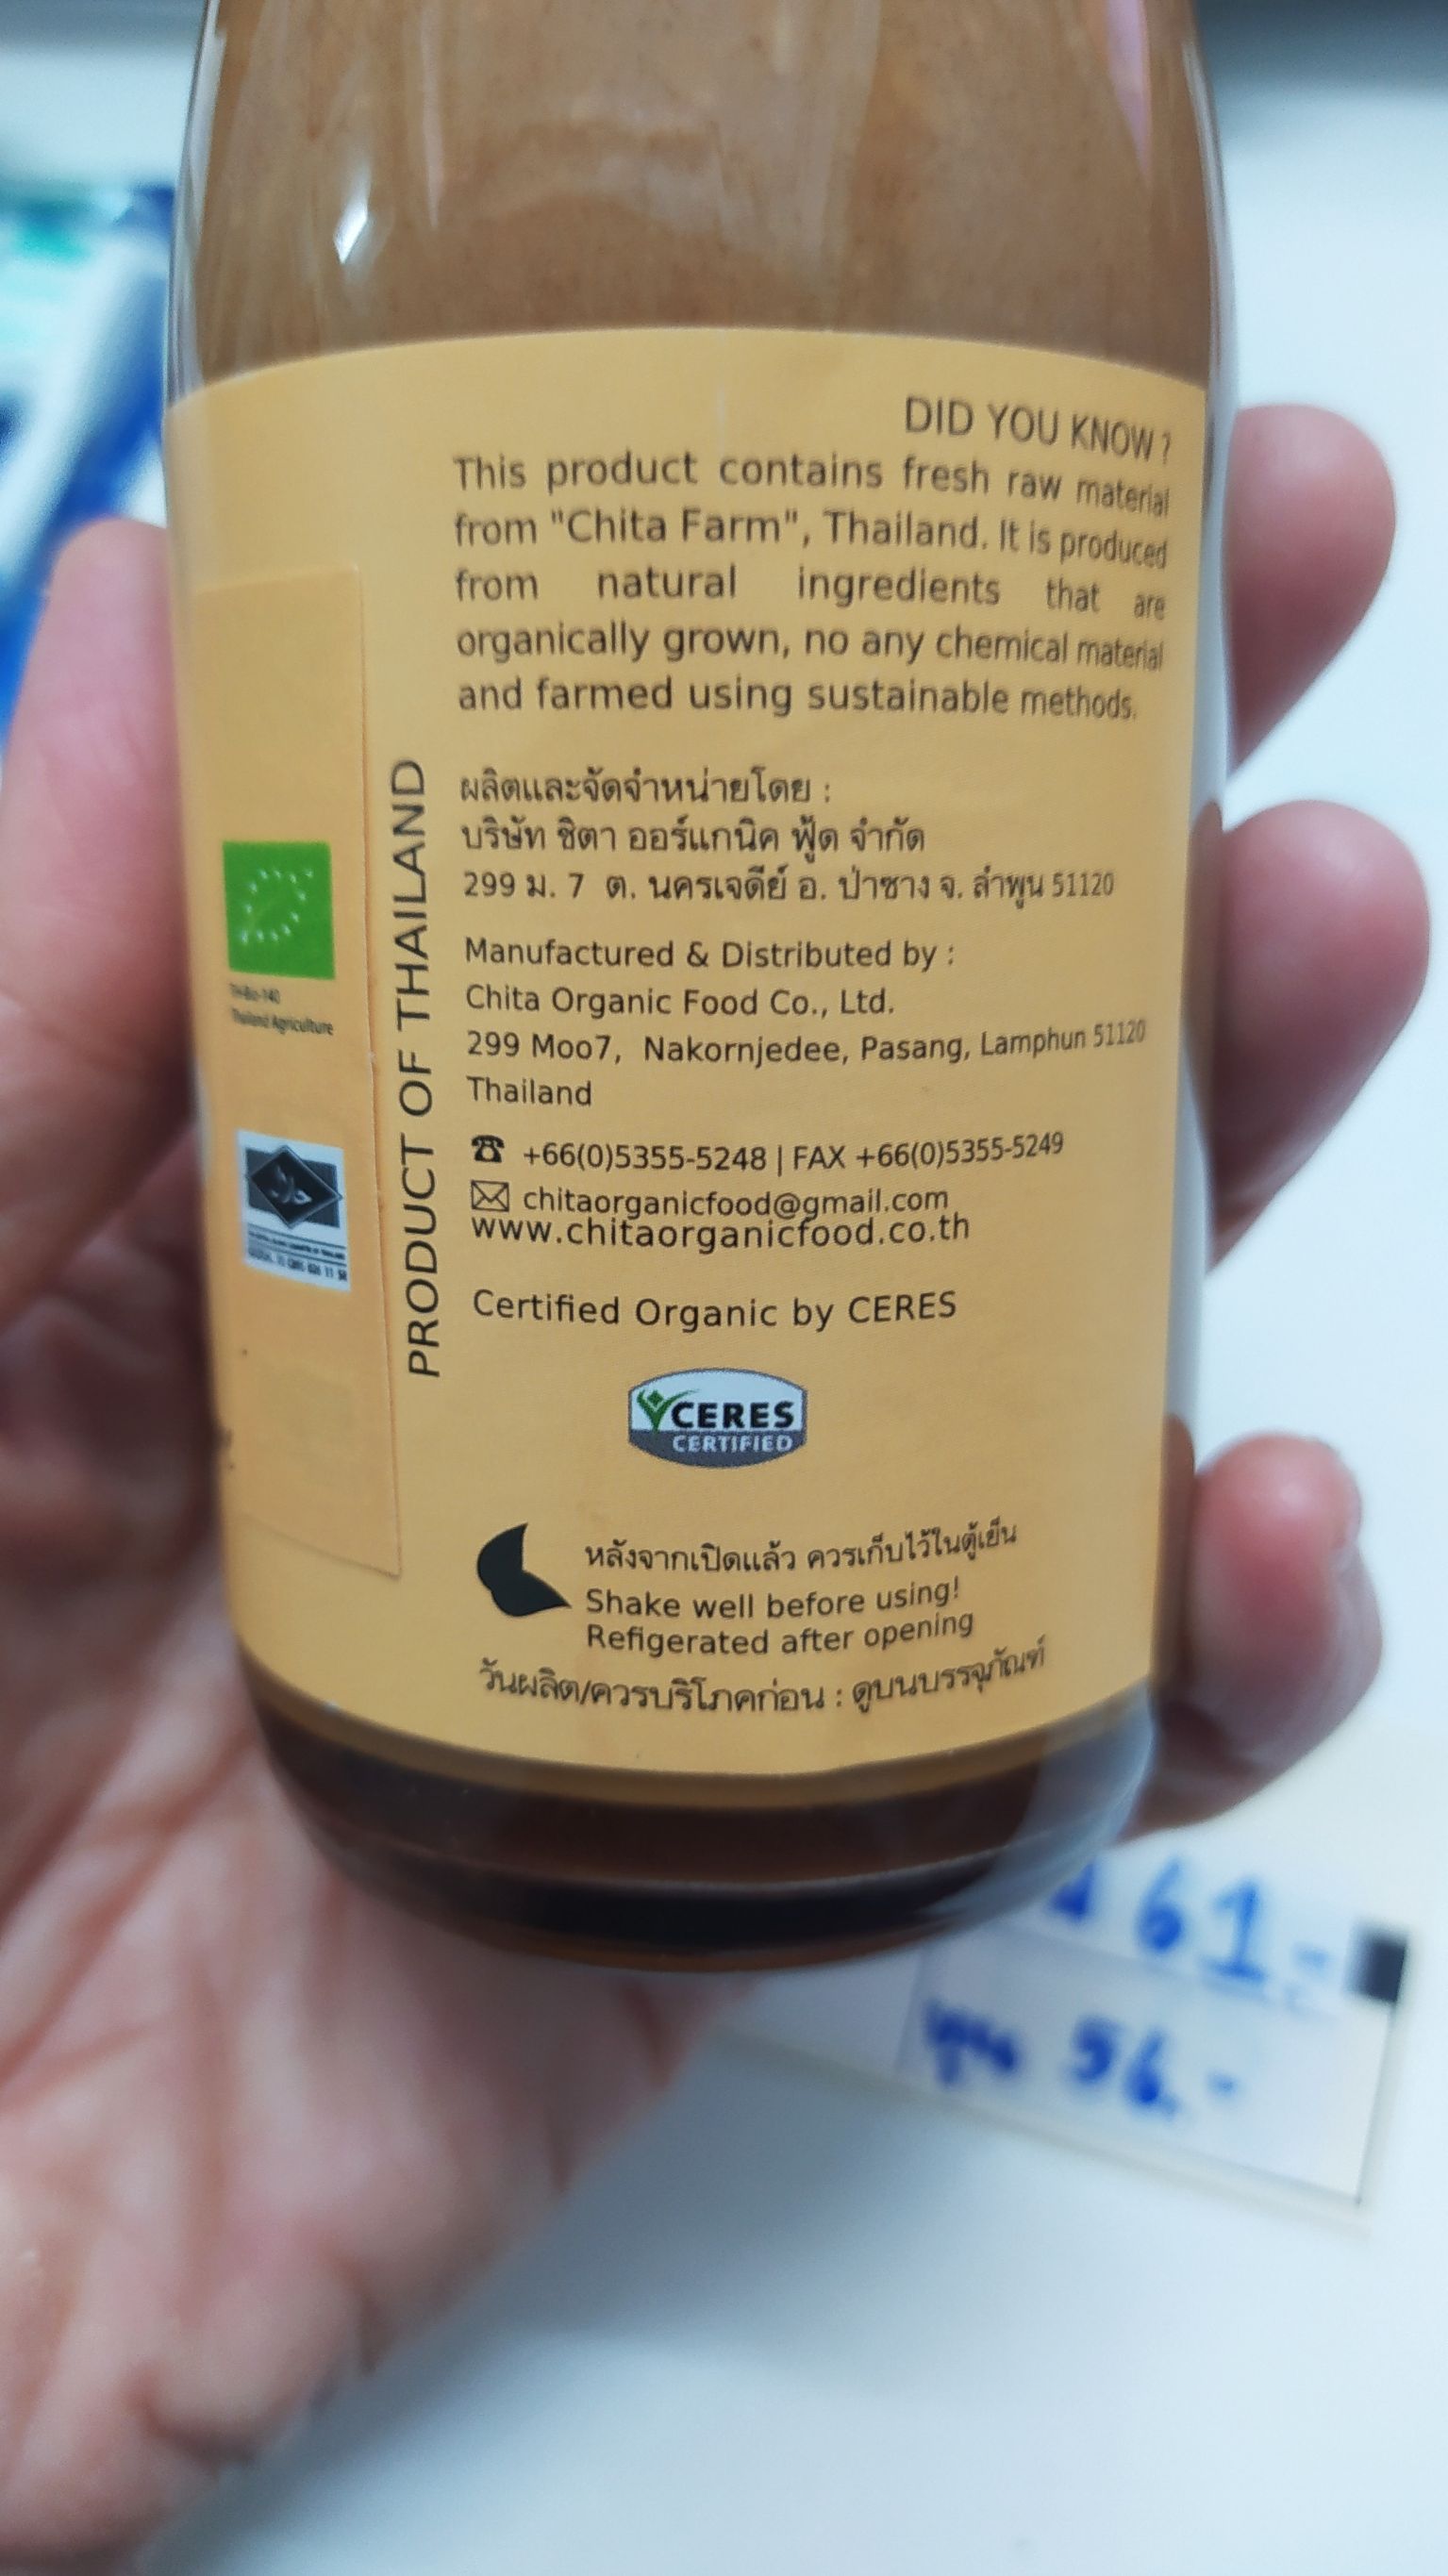 DID YOU KNOW ?
This product contains fresh raw material
from "Chita Farm", Thailand. It is produced
from natural ingredients that are
organically grown, no any chemical material
and farmed using sustainable methods.
ผลิตและจัดจำหน่ายโดย :
บริษัท ชิตา ออร์แกนิค ฟู้ด จำกัด
299 ม. 7 ต. นครเจดีย์ อ. ป่าซาง จ. ลำพูน 51120
Manufactured & Distributed by :
Chita Organic Food Co., Ltd.
299 Moo7, Nakornjedee, Pasang, Lamphun 51120
Thailand
+66(0)5355-5248 | FAX +66(0)5355-5249
chitaorganicfood@gmail.com
www.chitaorganicfood.co.th
Certified Organic by CERES
CERES
CERTIFIED
หลังจากเปิดแล้ว ควรเก็บไว้ในตู้เย็น
Shake well before using!
Refigerated after opening
วันผลิต/ควรบริโภคก่อน : ดูบนบรรจุภัณฑ์
PRODUCT OF THAILAND
TH-Bio-140
Thailand Agriculture
61.-
56.-